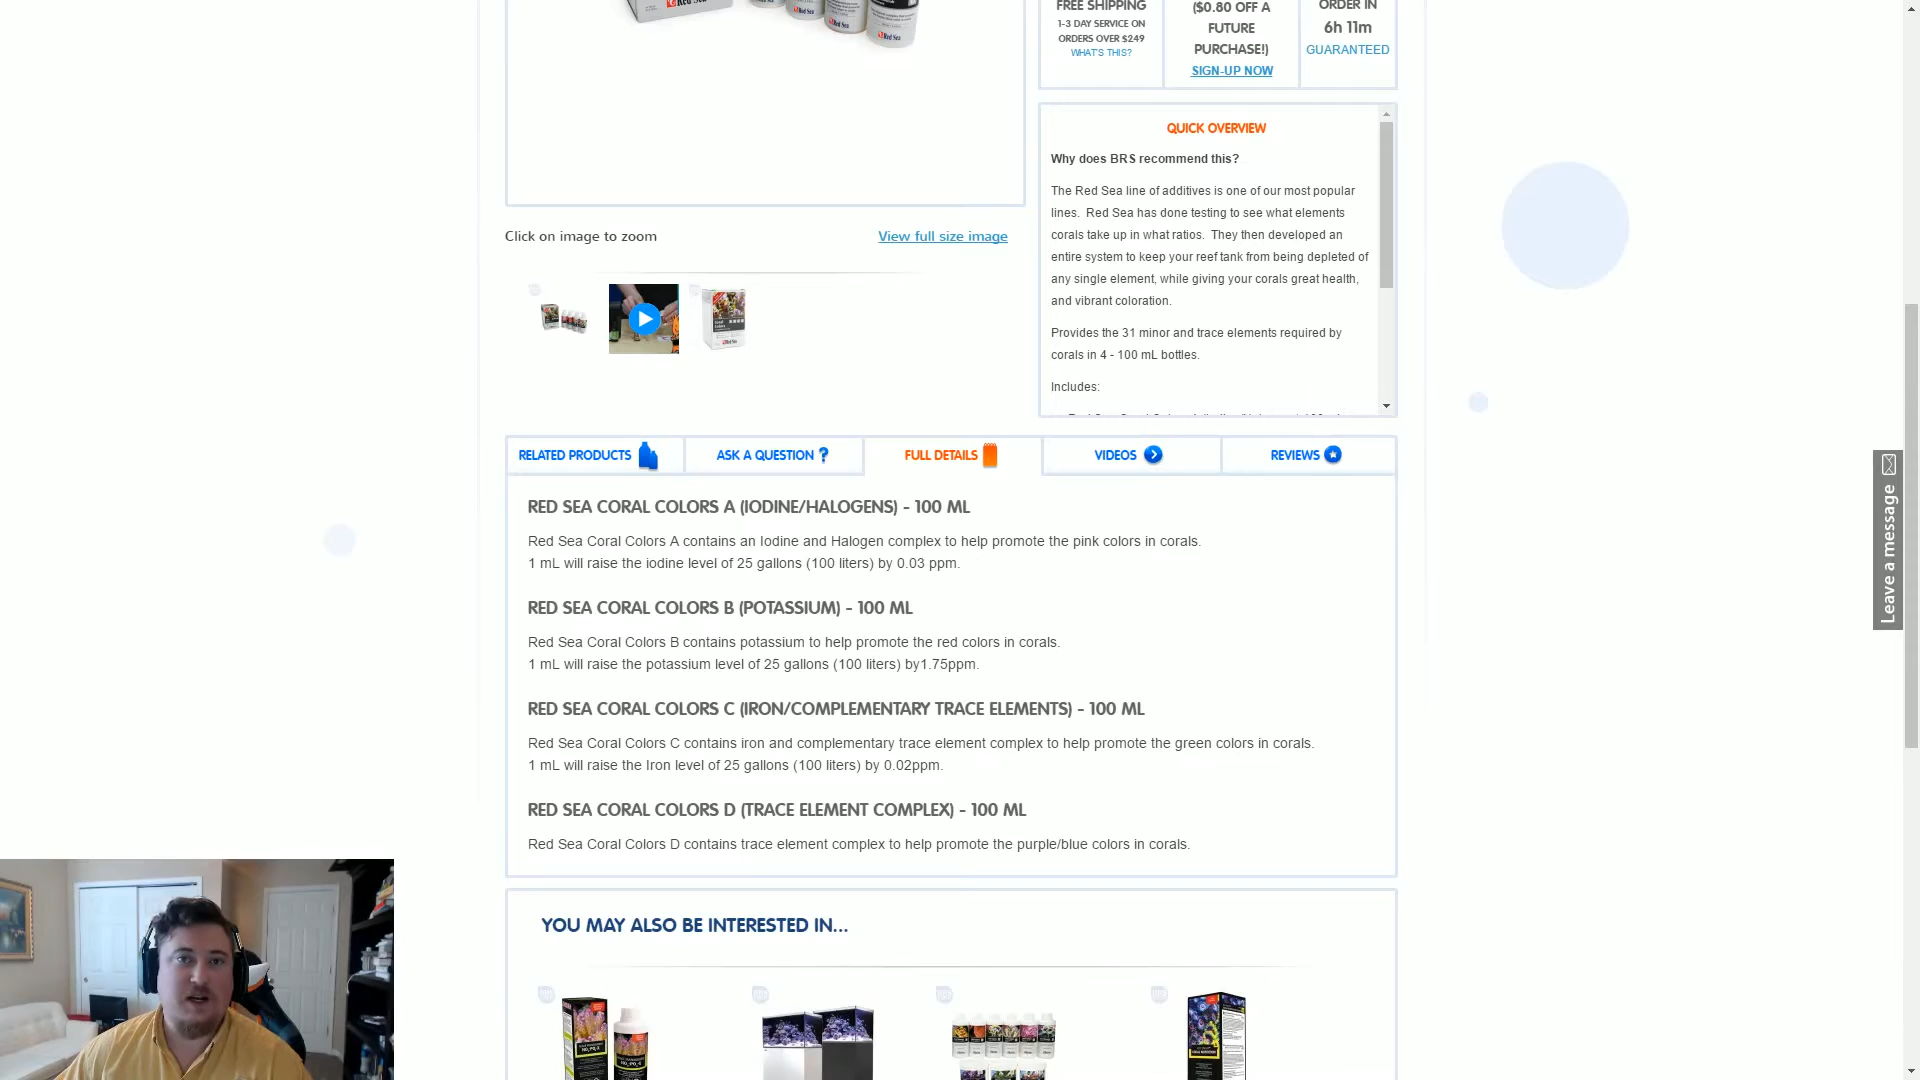 Red Sea
Red Sea
FREE SHIPPING
1-3 DAY SERVICE ON
ORDERS OVER $249
WHAT'S THIS?
($0.80 OFF A
FUTURE
PURCHASE!)
SIGN-UP NOW
ORDER IN
6h 11m
GUARANTEED
QUICK OVERVIEW
Why does BRS recommend this?
The Red Sea line of additives is one of our most popular
lines.  Red Sea has done testing to see what elements
corals take up in what ratios.  They then developed an
entire system to keep your reef tank from being depleted of
any single element, while giving your corals great health,
and vibrant coloration.
Provides the 31 minor and trace elements required by
corals in 4 - 100 mL bottles.
Includes:
Click on image to zoom
View full size image
RELATED PRODUCTS
ASK A QUESTION ?
FULL DETAILS
VIDEOS
REVIEWS
RED SEA CORAL COLORS A (IODINE/HALOGENS) - 100 ML
Red Sea Coral Colors A contains an Iodine and Halogen complex to help promote the pink colors in corals.
1 mL will raise the iodine level of 25 gallons (100 liters) by 0.03 ppm.
RED SEA CORAL COLORS B (POTASSIUM) - 100 ML
Red Sea Coral Colors B contains potassium to help promote the red colors in corals.
1 mL will raise the potassium level of 25 gallons (100 liters) by1.75ppm.
RED SEA CORAL COLORS C (IRON/COMPLEMENTARY TRACE ELEMENTS) - 100 ML
Red Sea Coral Colors C contains iron and complementary trace element complex to help promote the green colors in corals.
1 mL will raise the Iron level of 25 gallons (100 liters) by 0.02ppm.
RED SEA CORAL COLORS D (TRACE ELEMENT COMPLEX) - 100 ML
Red Sea Coral Colors D contains trace element complex to help promote the purple/blue colors in corals.
YOU MAY ALSO BE INTERESTED IN...
Leave a message